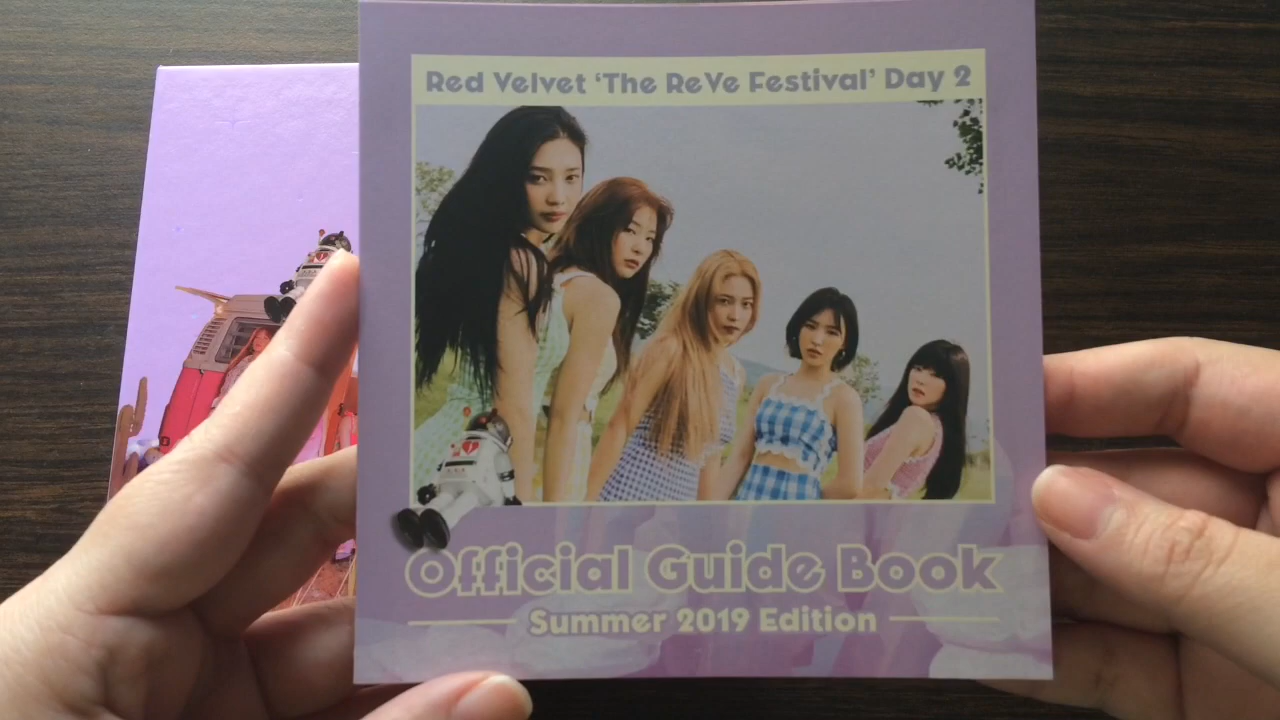 Red Velvet ‘The ReVe Festival’ Day 2
Official Guide Book
Summer 2019 Edition